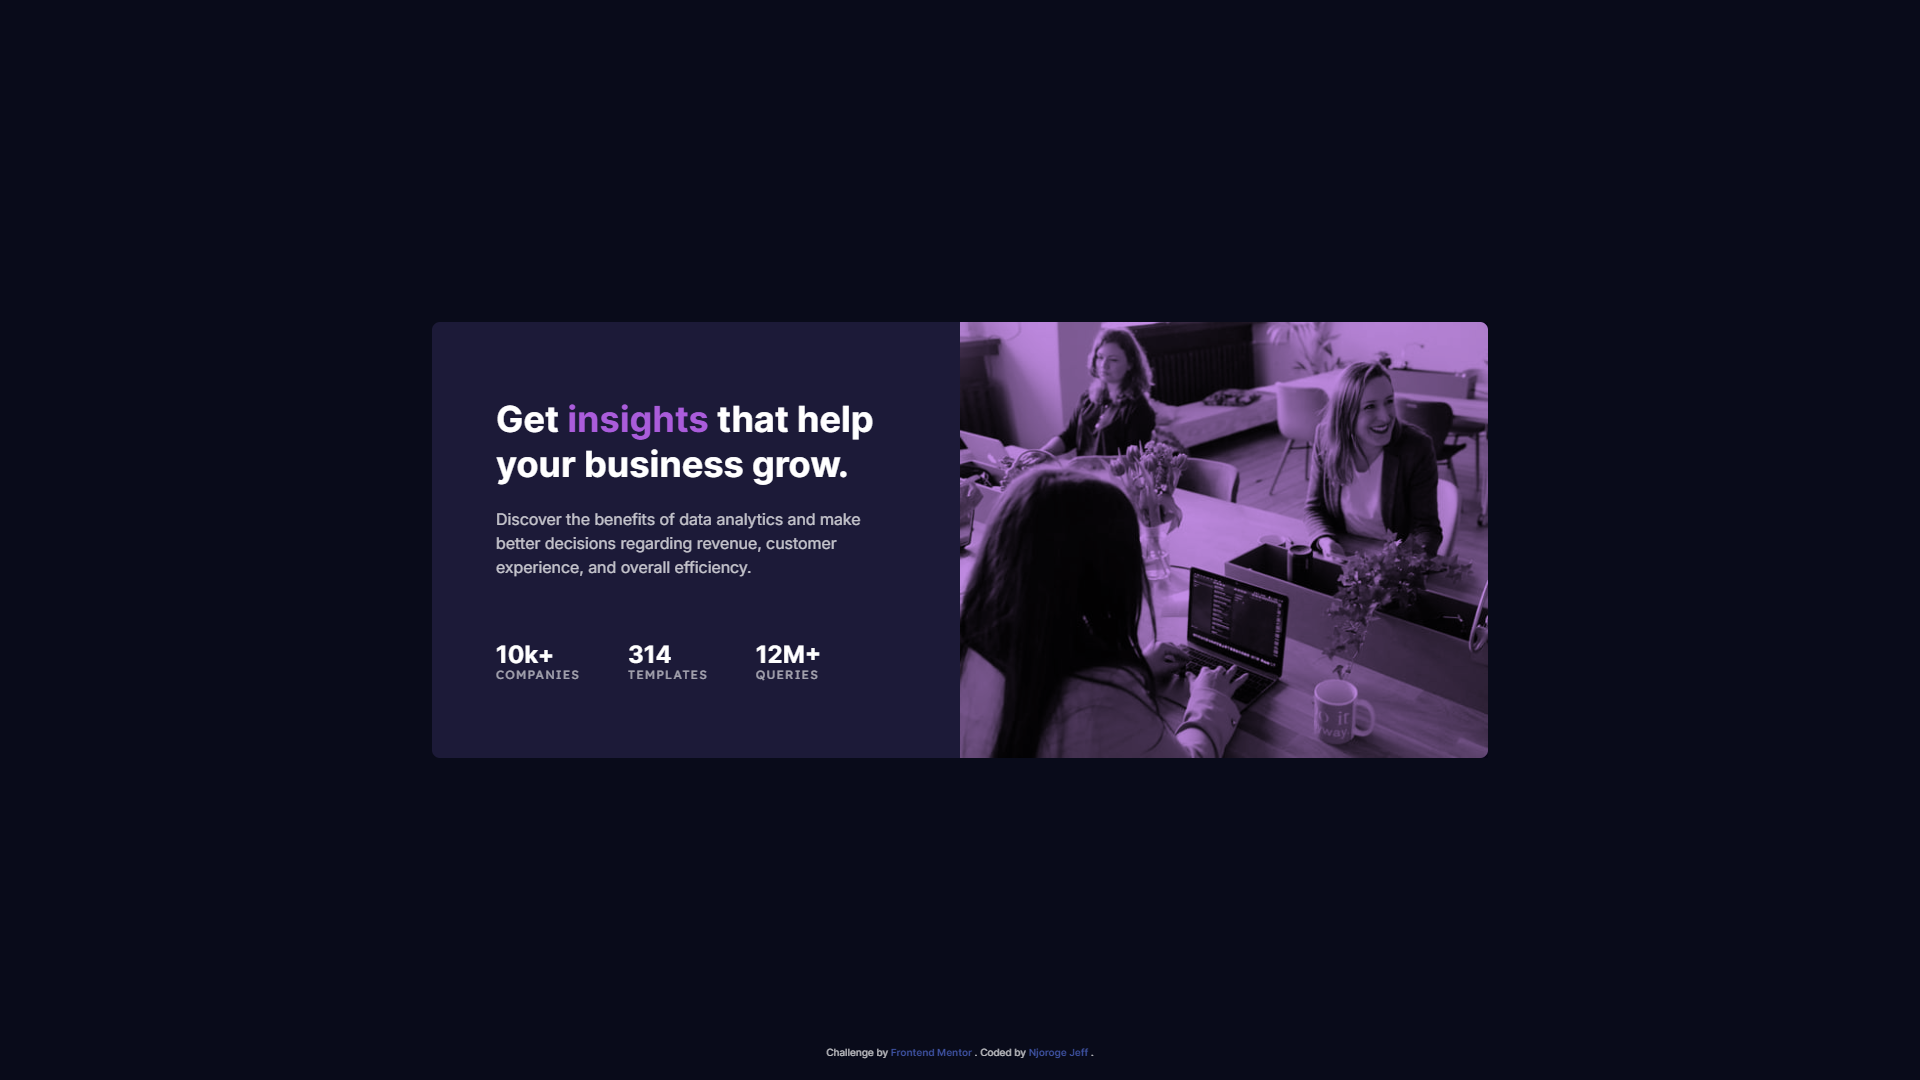 Get insights that help
your business grow.
Discover the benefits of data analytics and make
better decisions regarding revenue, customer
experience, and overall efficiency.
10k+ 314 12M+
COMPANIES TEMPLATES QUERIES
Challenge by Frontend Mentor . Coded by Njoroge Jeff .